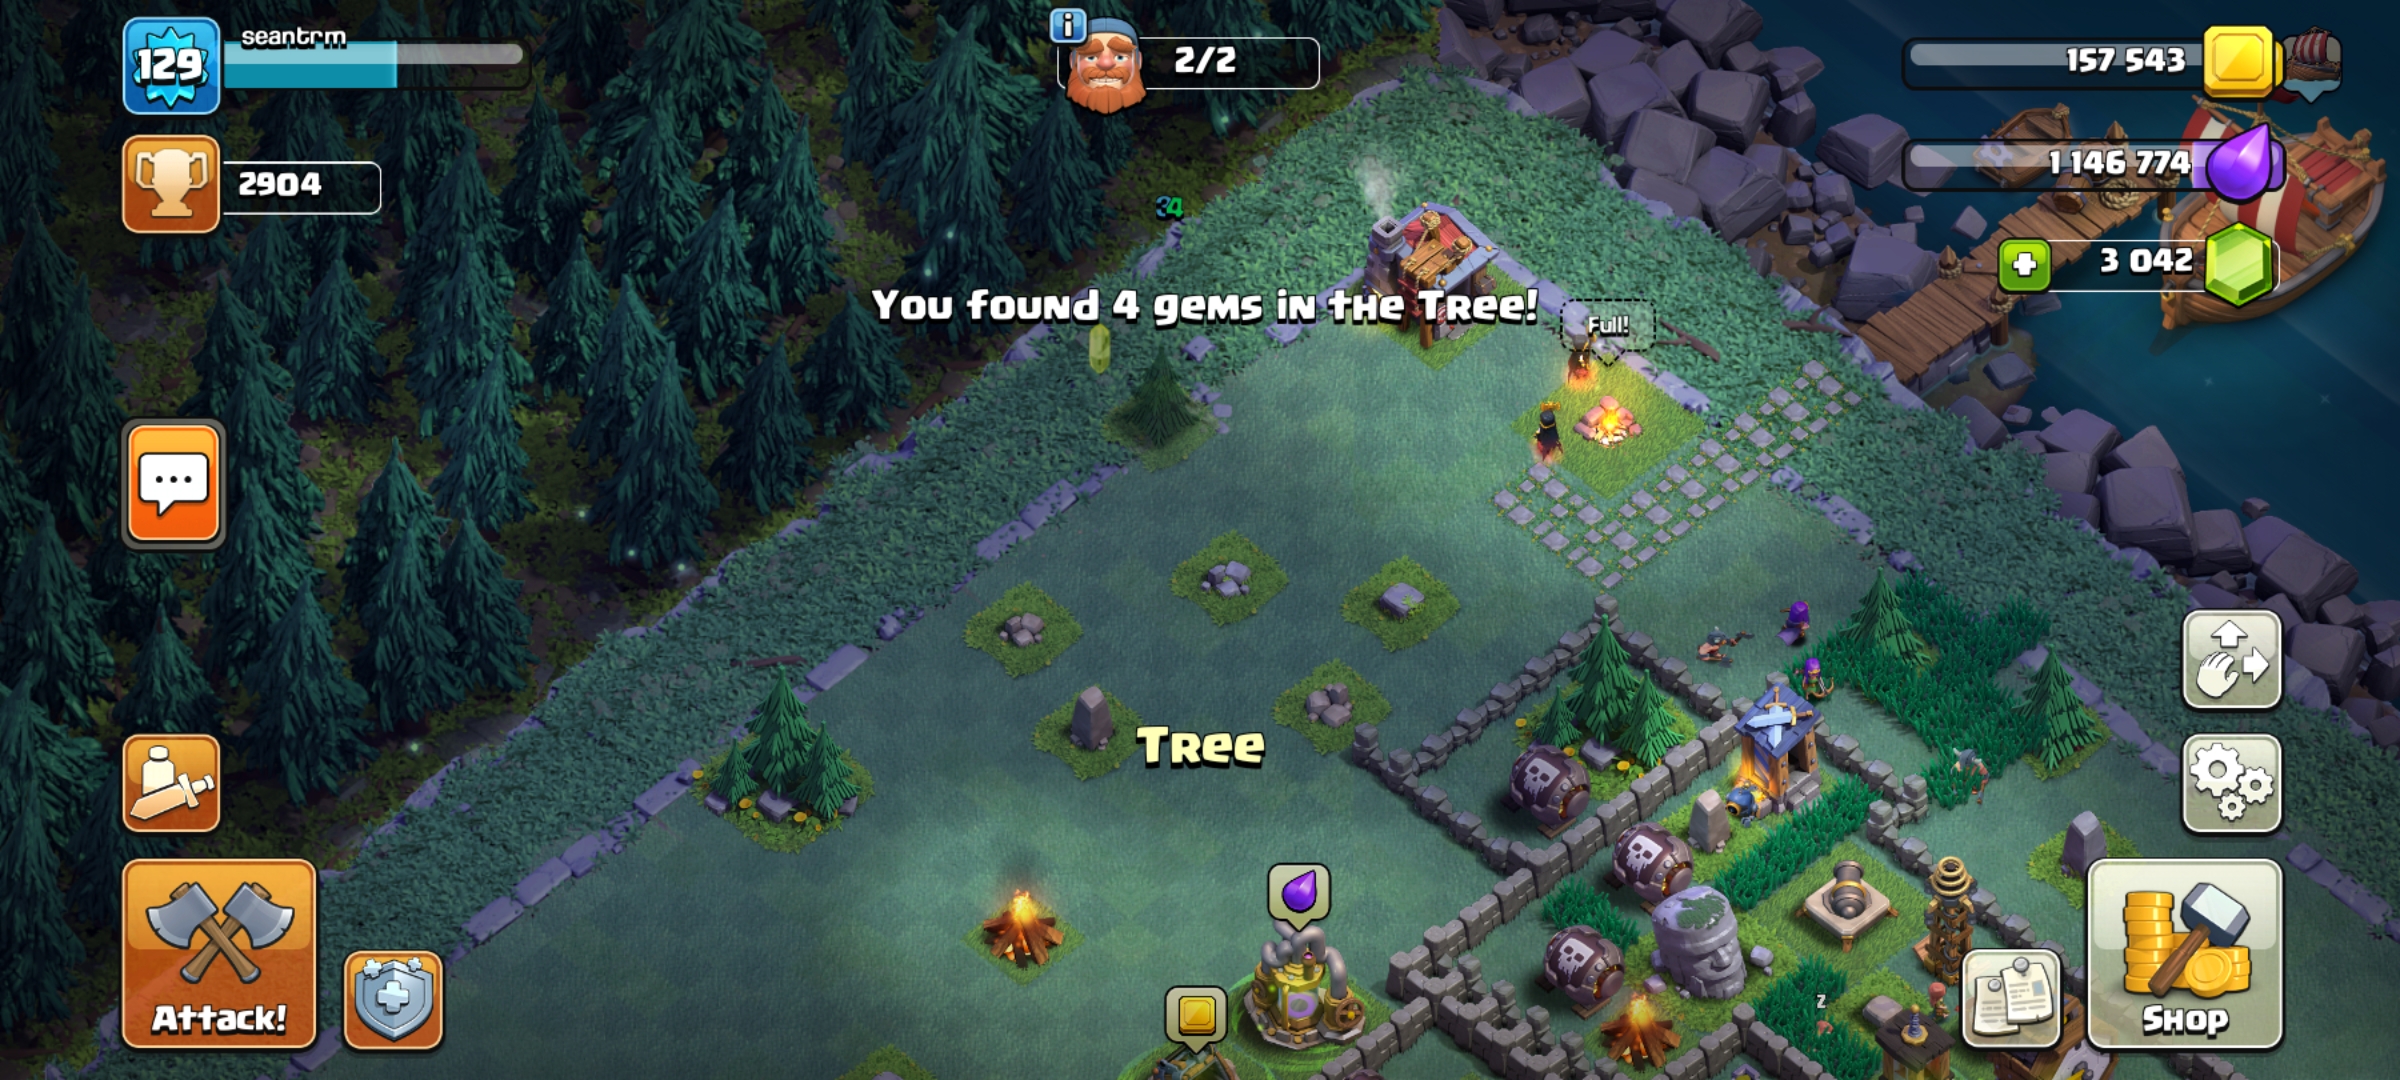 129
seantrm
2/2
157 543
2904
1 146 774
3 042
You found 4 gems in the Tree!
Full!
Tree
z
Attack!
Shop